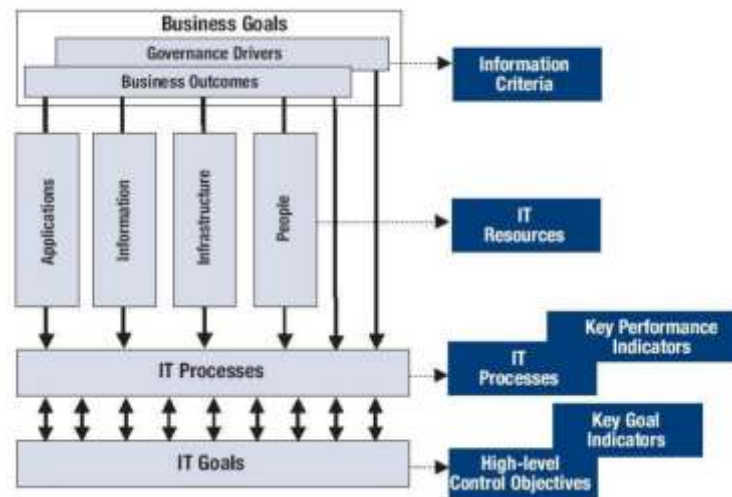 Business Goals
Governance Drivers
Business Outcomes
Information
Criteria
Applications
Information
Infrastructure
People
IT
Resources
Key Performance
Indicators
IT Processes
IT
Processes
Key Goal
Indicators
IT Goals
High-level
Control Objectives